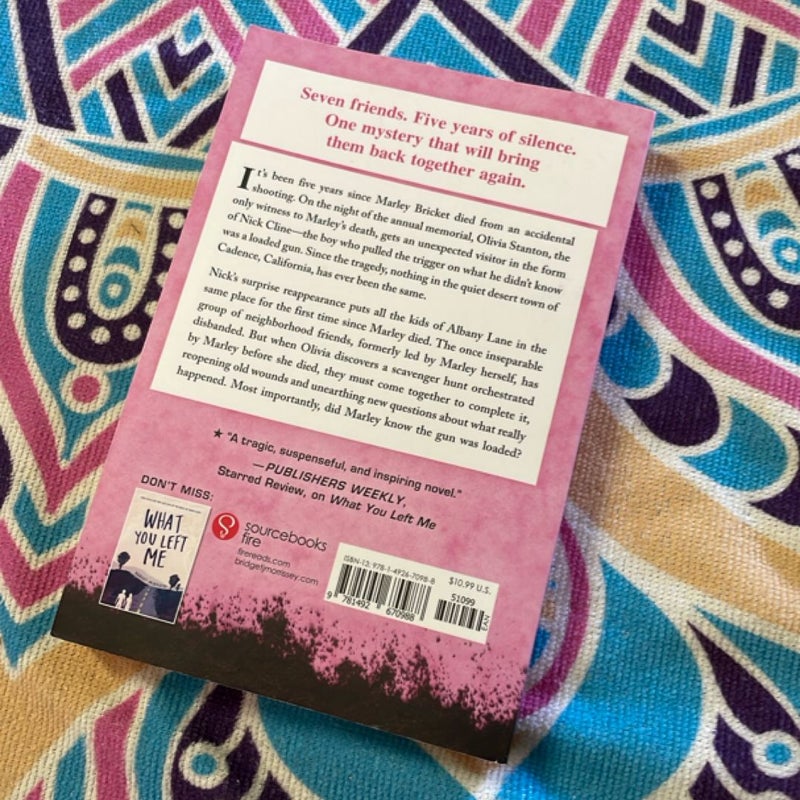 Seven friends. Five years of silence.
One mystery that will bring
them back together again.
It's been five years since Marley Bricket died from an accidental
shooting. On the night of the annual memorial, Olivia Stanton, the
only witness to Marley's death, gets an unexpected visitor in the form
of Nick Cline—the boy who pulled the trigger on what he didn't know
was a loaded gun. Since the tragedy, nothing in the quiet desert town of
Cadence, California, has ever been the same.
Nick's surprise reappearance puts all the kids of Albany Lane in the
same place for the first time since Marley died. The once inseparable
group of neighborhood friends, formerly led by Marley herself, has
disbanded. But when Olivia discovers a scavenger hunt orchestrated
by Marley before she died, they must come together to complete it,
reopening old wounds and unearthing new questions about what really
happened. Most importantly, did Marley know the gun was loaded?
★ "A tragic, suspenseful, and inspiring novel."
—PUBLISHERS WEEKLY,
Starred Review, on What You Left Me
DON'T MISS:
WHAT
YOU LEFT
ME
sourcebooks
fire
firereads.com
bridgetjmorrissey.com
ISBN-13: 978-1-4926-7098-8
$10.99 U.S.
51099
9 781492 670988
EAN